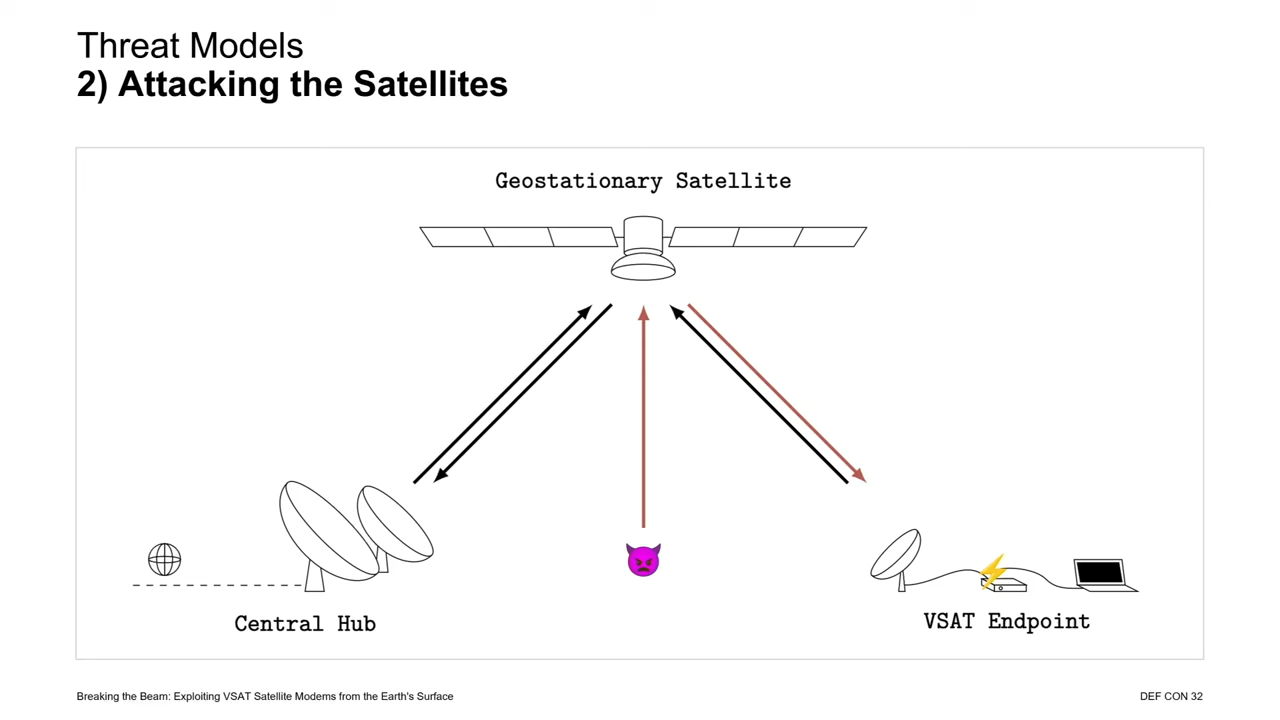 Threat Models
2) Attacking the Satellites
Geostationary Satellite
Central Hub
VSAT Endpoint
Breaking the Beam: Exploiting VSAT Satellite Modems from the Earth's Surface
DEF CON 32